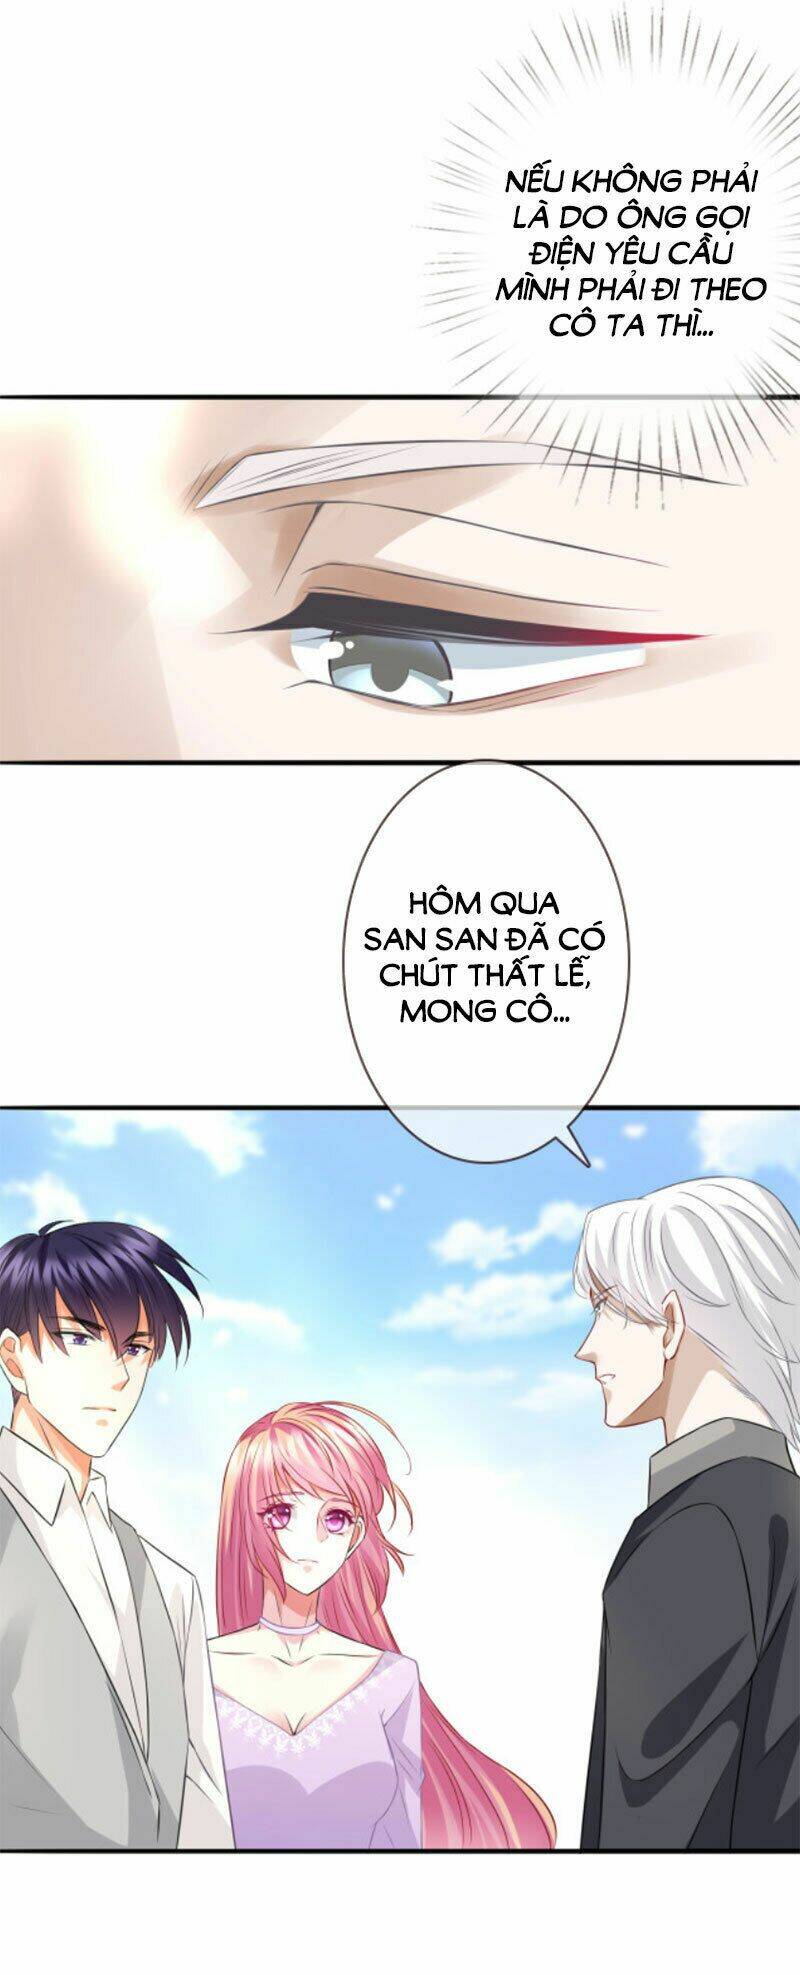 NẾU KHÔNG PHẢI
LÀ DO ÔNG GỌI
ĐIỆN YÊU CẦU
MÌNH PHẢI ĐI THEO
CÔ TA THÌ...
HÔM QUA
SAN SAN ĐÃ CÓ
CHÚT THẤT LỄ,
MONG CÔ...